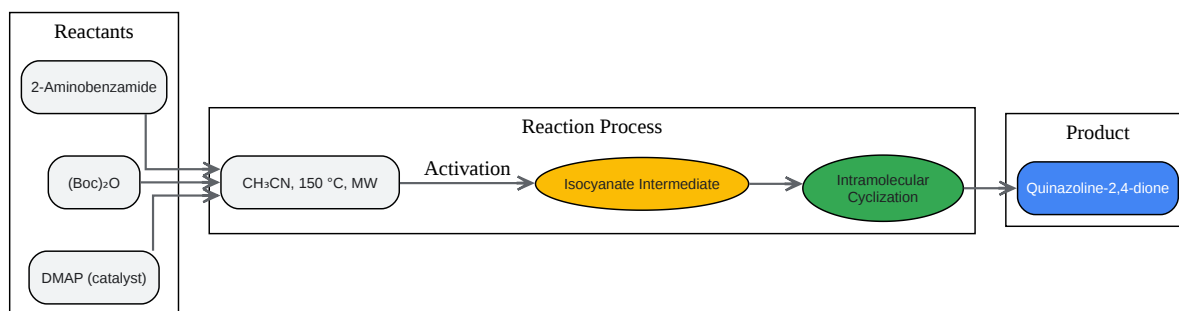 Reactants
2-Aminobenzamide
(Boc)₂O
DMAP (catalyst)
Reaction Process
CH₃CN, 150 °C, MW
Activation
Isocyanate Intermediate
Intramolecular
Cyclization
Product
Quinazoline-2,4-dione